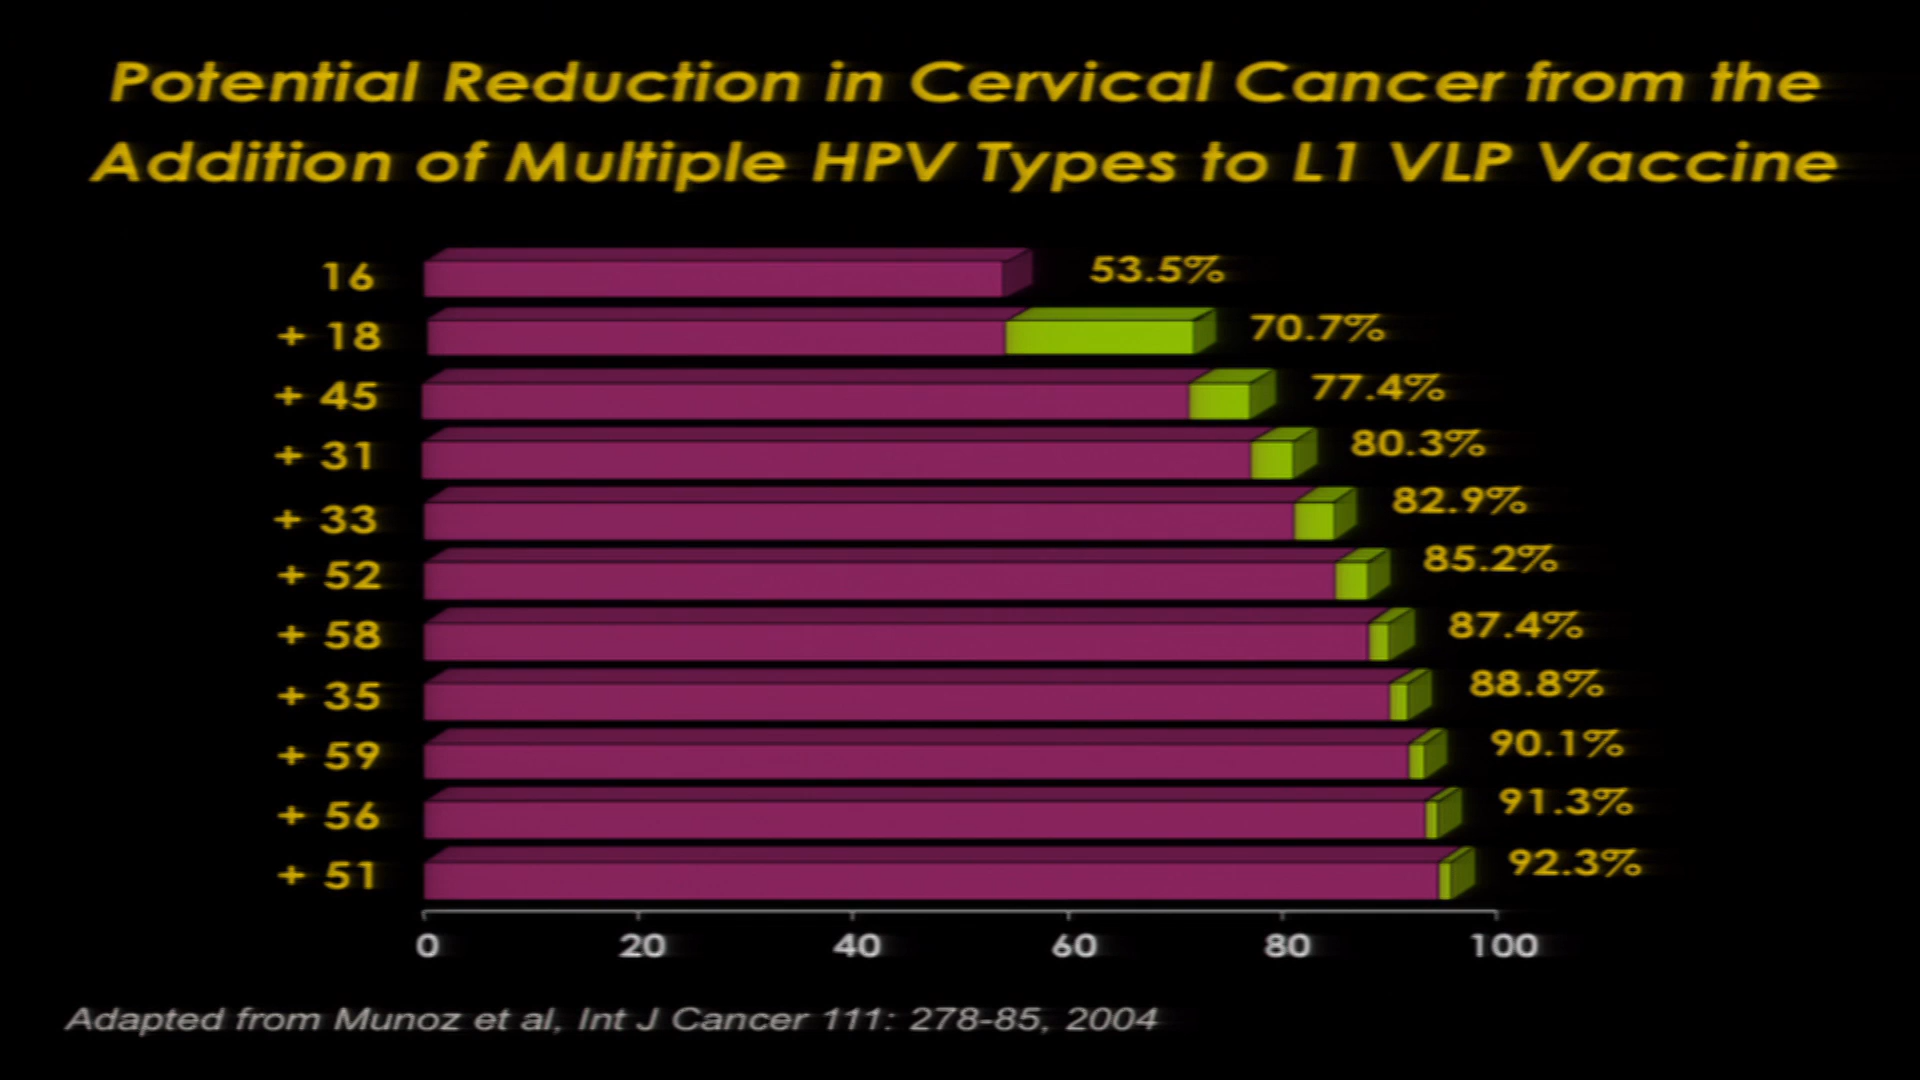 Potential Reduction in Cervical Cancer from the
Addition of Multiple HPV Types to L1 VLP Vaccine
16 53.5%
+ 18 70.7%
+ 45 77.4%
+ 31 80.3%
+ 33 82.9%
+ 52 85.2%
+ 58 87.4%
+ 35 88.8%
+ 59 90.1%
+ 56 91.3%
+ 51 92.3%
0 20 40 60 80 100
Adapted from Munoz et al, Int J Cancer 111: 278-85, 2004